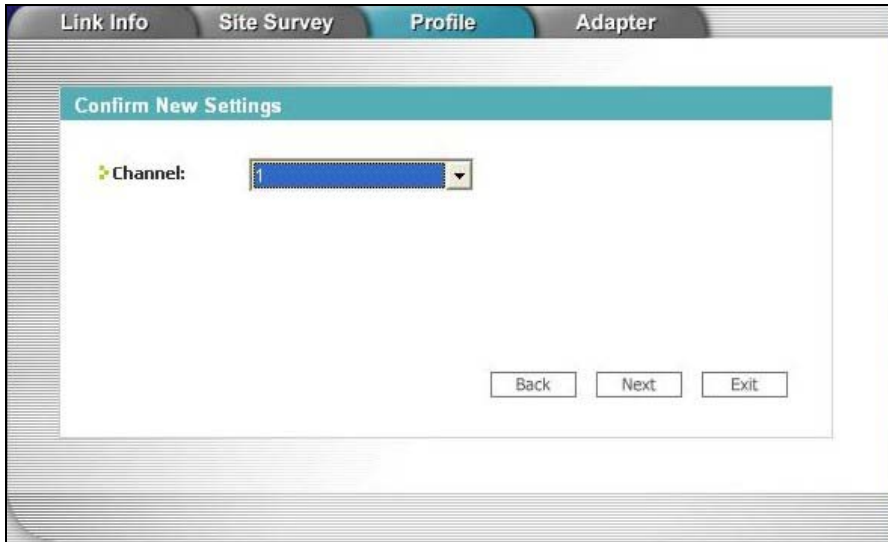 Link Info Site Survey Profile Adapter
Confirm New Settings
Channel: 1
Back Next Exit